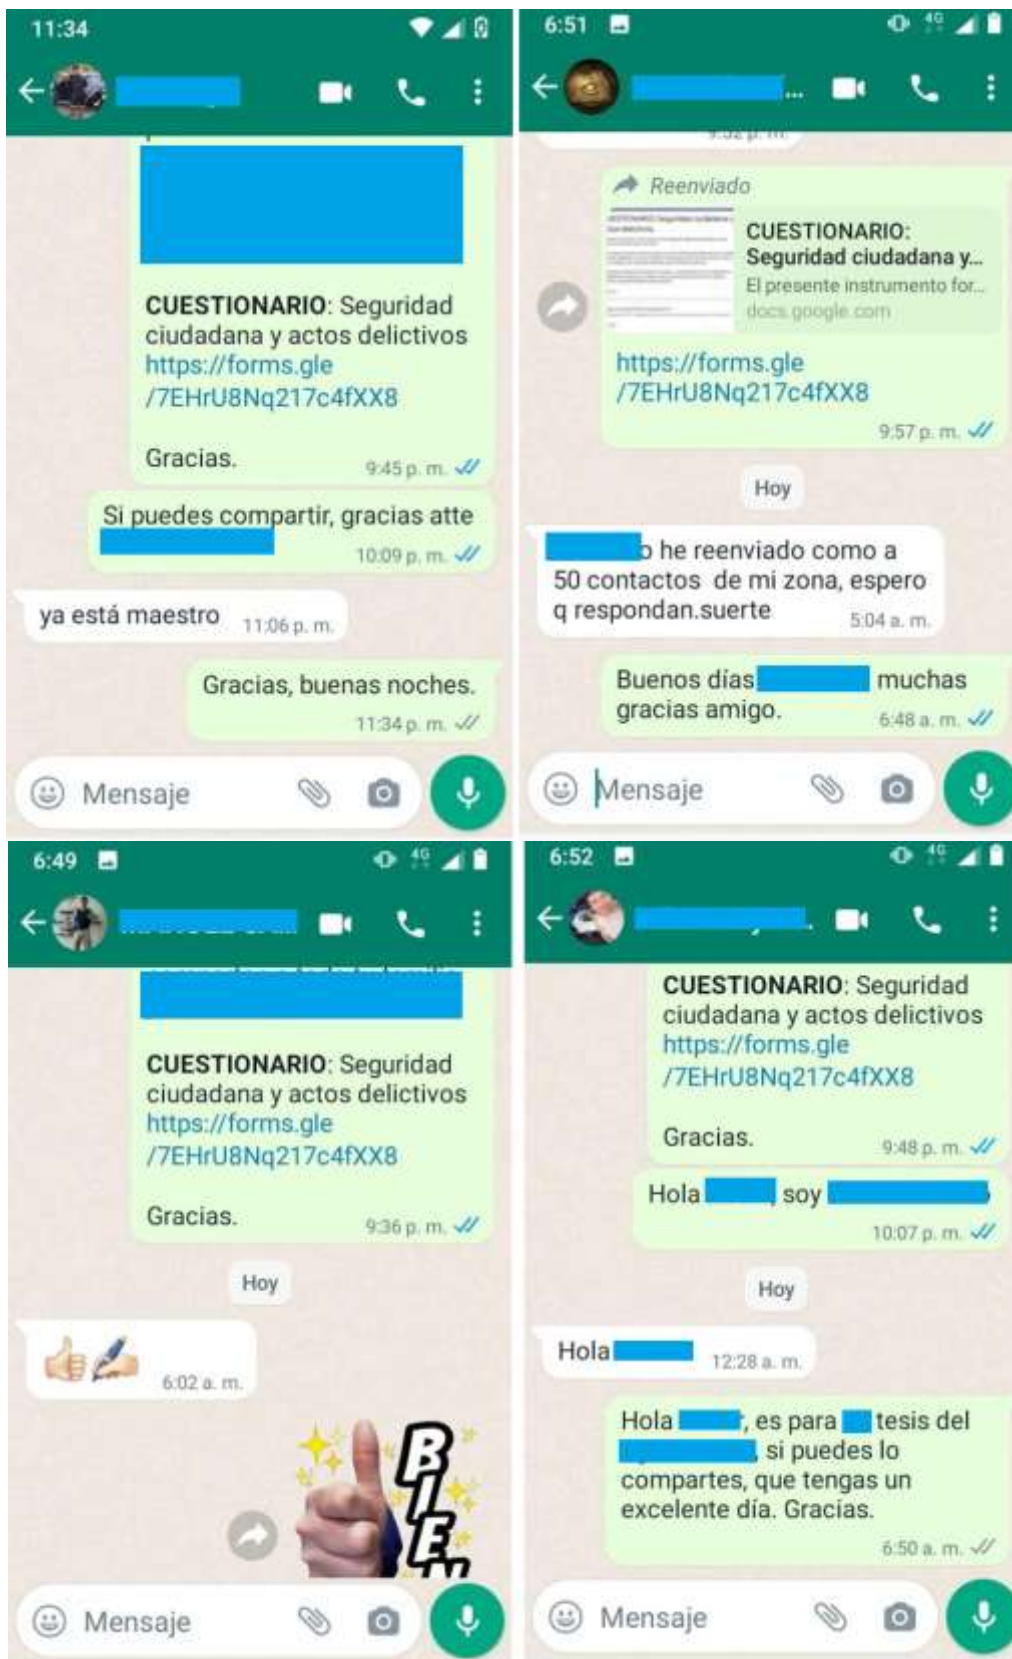 11:34
9:45 p. m.
CUESTIONARIO: Seguridad
ciudadana y actos delictivos
https://forms.gle
/7EHrU8Nq217c4fXX8
Gracias.
Si puedes compartir, gracias atte
10:09 p. m.
ya está maestro
11:06 p. m.
Gracias, buenas noches.
11:34 p. m.
Mensaje
6:51
4G
...
9:52 p. m.
Reenviado
CUESTIONARIO:
Seguridad ciudadana y...
El presente instrumento for...
docs.google.com
https://forms.gle
/7EHrU8Nq217c4fXX8
9:57 p. m.
Hoy
o he reenviado como a
50 contactos de mi zona, espero
q respondan.suerte
5:04 a. m.
Buenos días muchas
gracias amigo.
6:48 a. m.
Mensaje
6:49
4G
CUESTIONARIO: Seguridad
ciudadana y actos delictivos
https://forms.gle
/7EHrU8Nq217c4fXX8
Gracias.
9:36 p. m.
Hoy
6:02 a. m.
BIEN
Mensaje
6:52
4G
CUESTIONARIO: Seguridad
ciudadana y actos delictivos
https://forms.gle
/7EHrU8Nq217c4fXX8
Gracias.
9:48 p. m.
Hola , soy
10:07 p. m.
Hoy
Hola
12:28 a. m.
Hola , es para tesis del
, si puedes lo
compartes, que tengas un
excelente día. Gracias.
6:50 a. m.
Mensaje